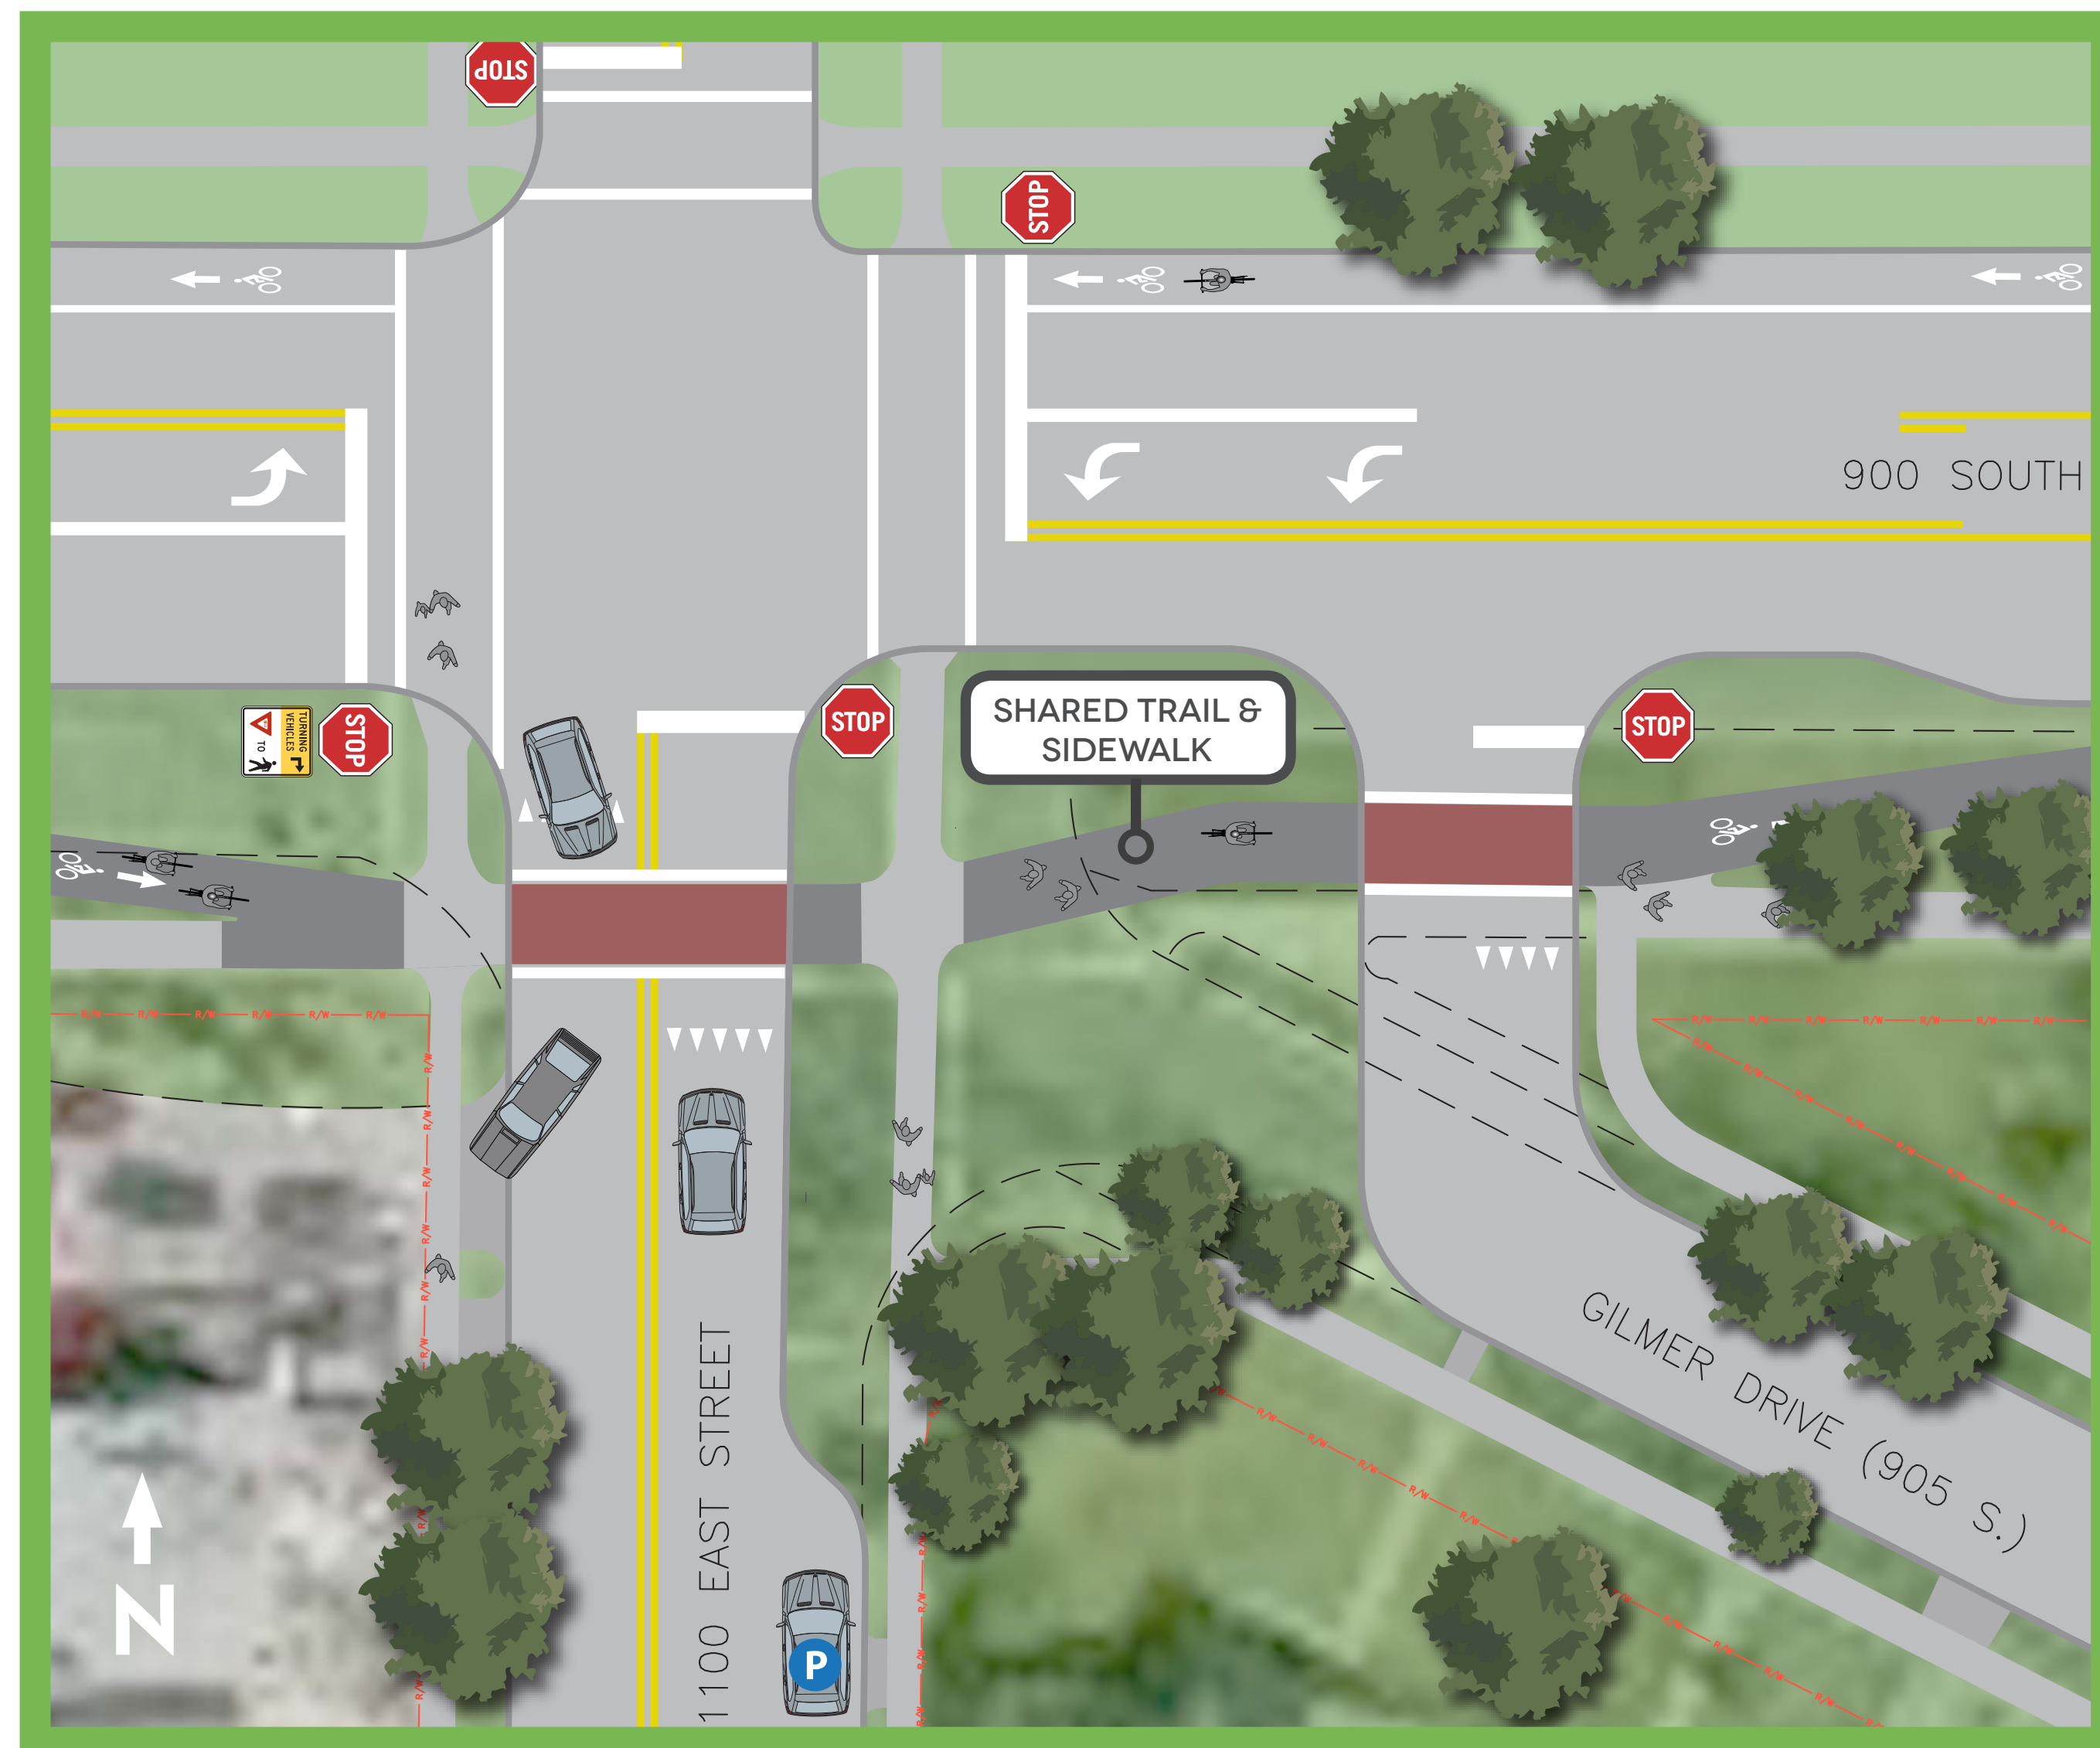 STOP
STOP
900 SOUTH
TURNING
VEHICLES
TO
STOP
STOP
SHARED TRAIL &
SIDEWALK
STOP
R/W R/W R/W R/W R/W R/W
R/W R/W R/W R/W R/W R/W R/W
R/W
R/W
R/W
R/W
R/W
R/W
R/W
R/W
R/W
R/W
R/W
R/W
R/W
R/W
GILMER DRIVE (905 S.)
1100 EAST STREET
R/W
R/W
R/W
R/W
R/W
R/W
R/W
R/W
R/W
R/W
R/W
R/W
R/W
R/W
P
N